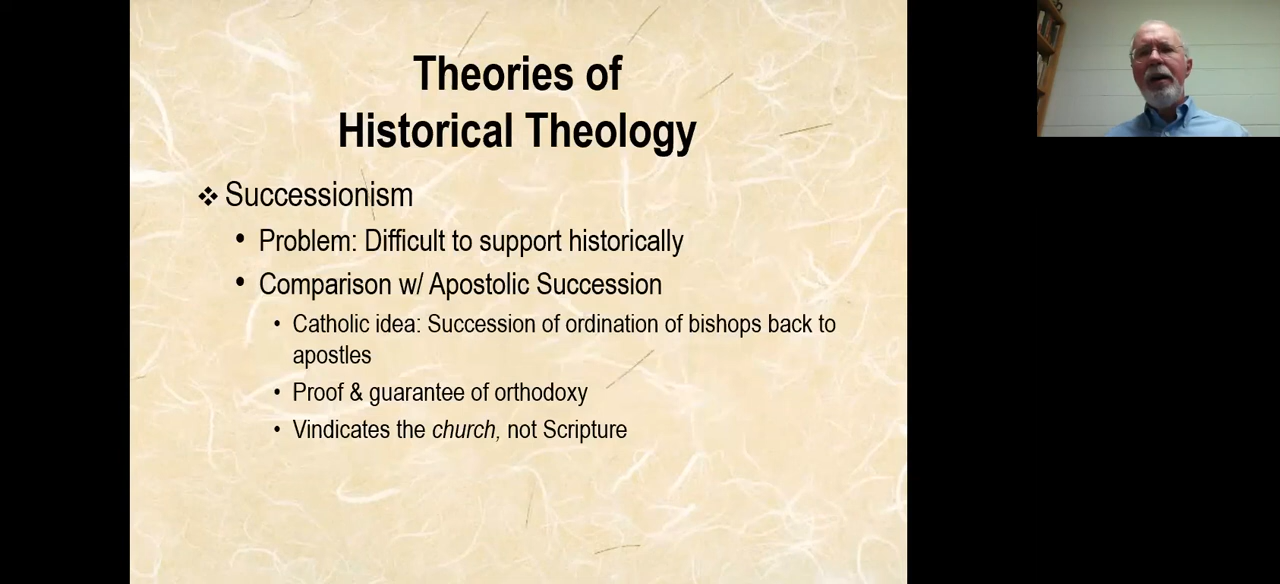 Theories of
Historical Theology
❖ Successionism
• Problem: Difficult to support historically
• Comparison w/ Apostolic Succession
• Catholic idea: Succession of ordination of bishops back to
apostles
• Proof & guarantee of orthodoxy
• Vindicates the church, not Scripture